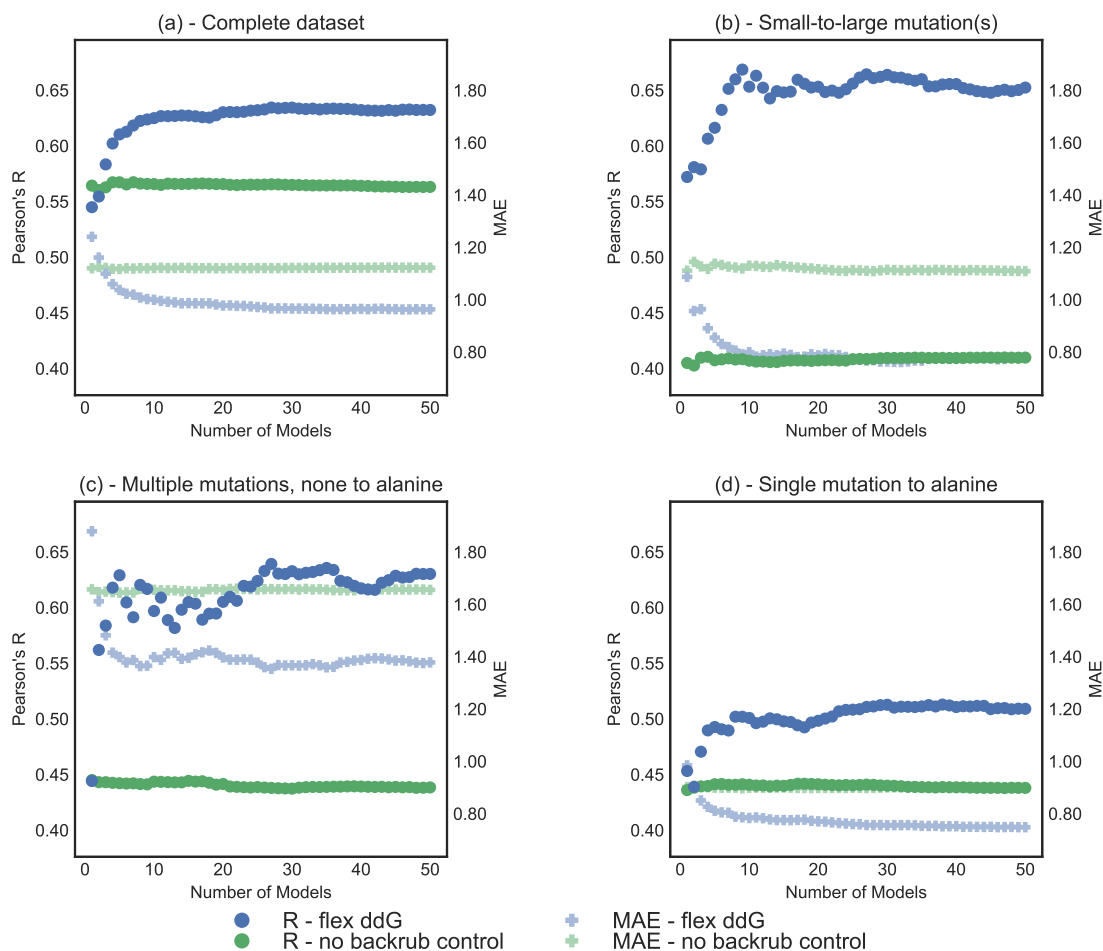 (a) - Complete dataset
Pearson's R
0.65
0.60
0.55
0.50
0.45
0.40
1.80
1.60
1.40
1.20
1.00
0.80
MAE
0 10 20 30 40 50
Number of Models
(b) - Small-to-large mutation(s)
Pearson's R
0.65
0.60
0.55
0.50
0.45
0.40
1.80
1.60
1.40
1.20
1.00
0.80
MAE
0 10 20 30 40 50
Number of Models
(c) - Multiple mutations, none to alanine
Pearson's R
0.65
0.60
0.55
0.50
0.45
0.40
1.80
1.60
1.40
1.20
1.00
0.80
MAE
0 10 20 30 40 50
Number of Models
(d) - Single mutation to alanine
Pearson's R
0.65
0.60
0.55
0.50
0.45
0.40
1.80
1.60
1.40
1.20
1.00
0.80
MAE
0 10 20 30 40 50
Number of Models
R - flex ddG
R - no backrub control
MAE - flex ddG
MAE - no backrub control